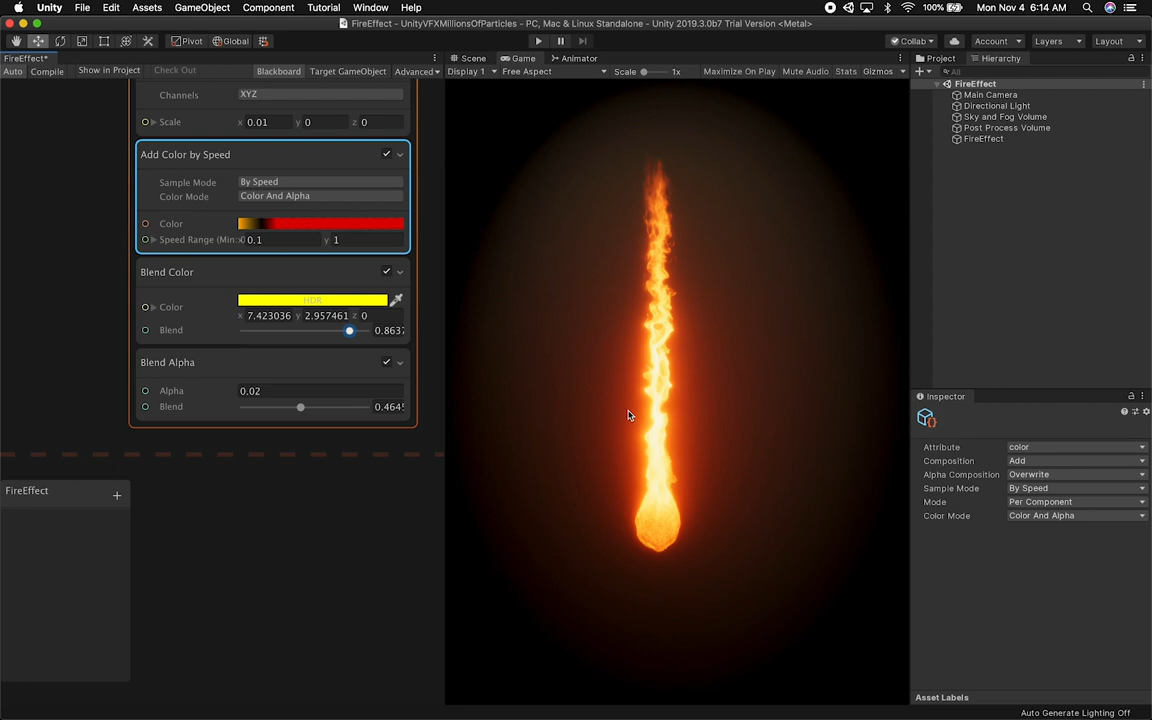 Unity File Edit Assets GameObject Component Tutorial Window Help 100% Mon Nov 4 6:14 AM
FireEffect - UnityVFXMillionsOfParticles - PC, Mac & Linux Standalone - Unity 2019.3.0b7 Trial Version <Metal>
Pivot Global Collab Account Layers Layout
FireEffect* Scene Game Animator Project Hierarchy
Auto Compile Show in Project Check Out Blackboard Target GameObject Advanced Display 1 Free Aspect Scale 1x Maximize On Play Mute Audio Stats Gizmos All
FireEffect
Main Camera
Directional Light
Sky and Fog Volume
Post Process Volume
FireEffect
Channels XYZ
Scale x 0.01 y 0 z 0
Add Color by Speed
Sample Mode By Speed
Color Mode Color And Alpha
Color
Speed Range (Min: 0.1 y 1
Blend Color
HDR
Color
x 7.423036 y 2.957461 z 0
Blend 0.8637
Blend Alpha
Alpha 0.02
Blend 0.4645
FireEffect +
Inspector
Attribute color
Composition Add
Alpha Composition Overwrite
Sample Mode By Speed
Mode Per Component
Color Mode Color And Alpha
Asset Labels
Auto Generate Lighting Off